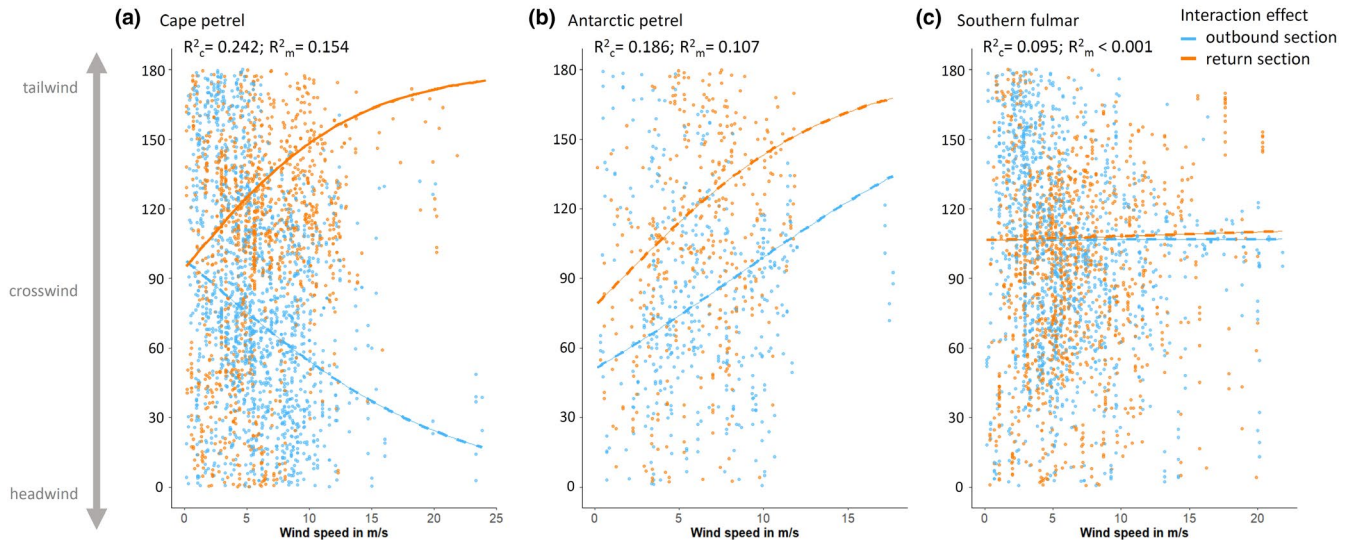 (a) Cape petrel
R²c= 0.242; R²m= 0.154
(b) Antarctic petrel
R²c= 0.186; R²m= 0.107
(c) Southern fulmar
R²c= 0.095; R²m < 0.001
Interaction effect
outbound section
return section
tailwind
crosswind
headwind
180
150
120
90
60
30
0
0 5 10 15 20 25
Wind speed in m/s
180
150
120
90
60
30
0
0 5 10 15
Wind speed in m/s
180
150
120
90
60
30
0
0 5 10 15 20
Wind speed in m/s